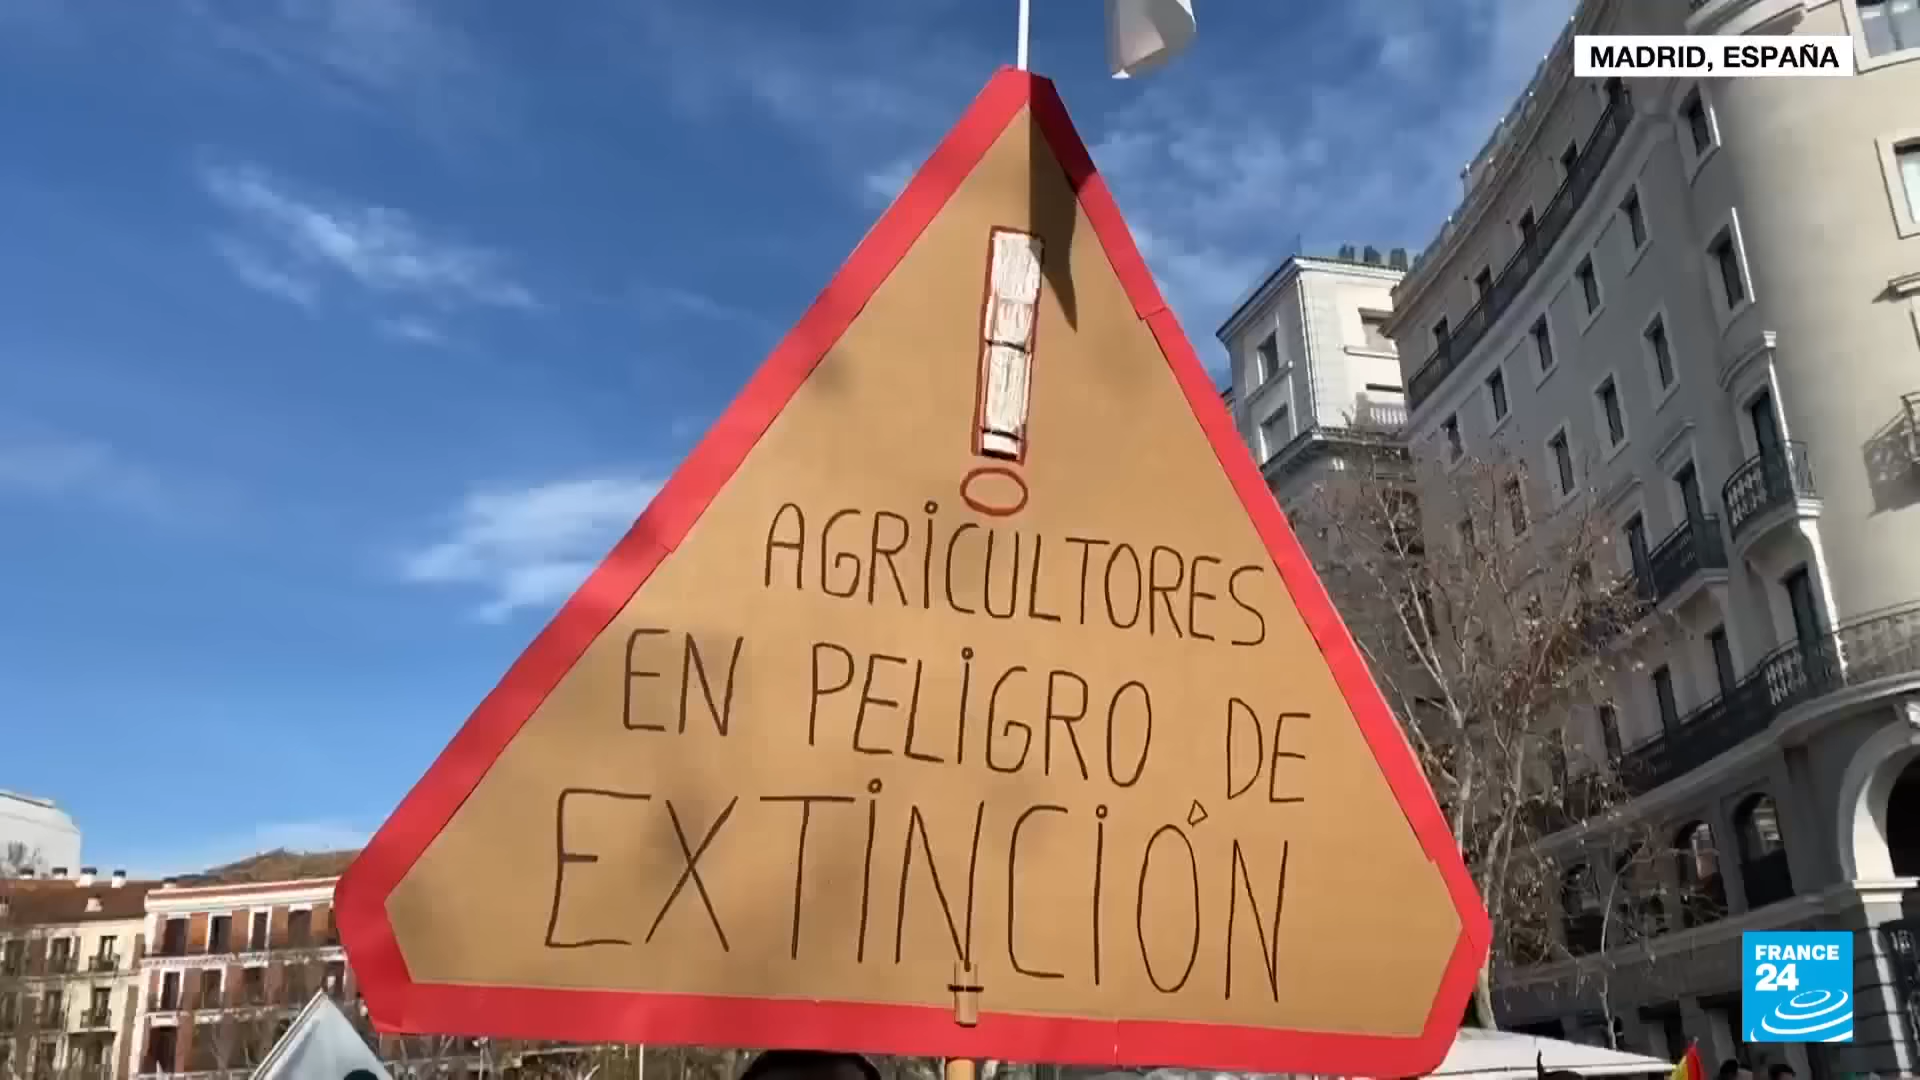 MADRID, ESPAÑA
!
AGRICULTORES
EN PELIGRO DE
EXTINCIÓN
FRANCE
24